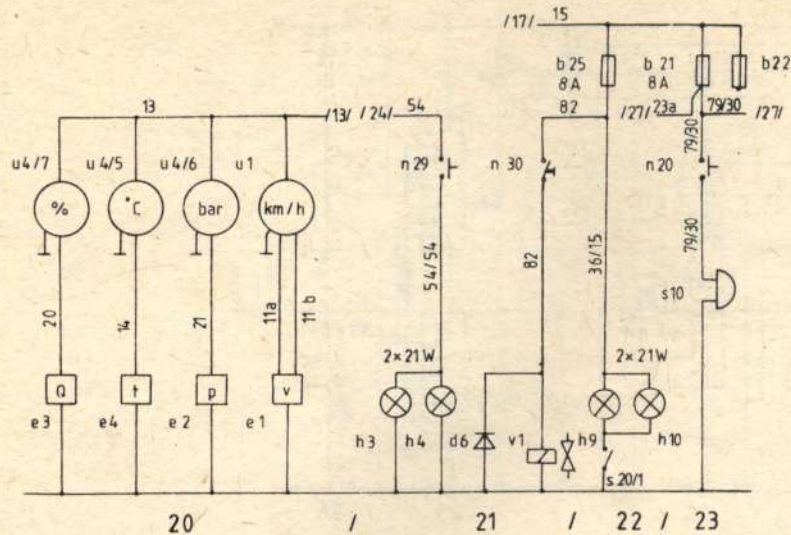 /17/ 15
b 25 b 21 b22
8A 8A
13 /13/ /24/ 54 82 /27/ 23a 79/30 /27/
u4/7 u 4/5 u 4/6 u1 n 29 n 30 79/30 n20
% °C bar km/h
20 14 21 11a 11b 54/54 82 36/15 79/30
s10
2×21W 2×21W
Q t p v
e3 e4 e2 e1 h3 h4 d6 v1 h9 h10
s.20/1
20 / 21 / 22 / 23